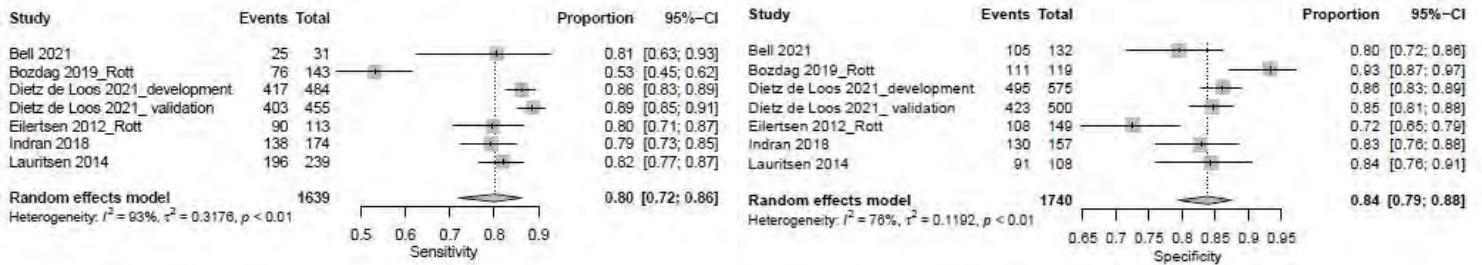 Study Events Total Proportion 95%−CI
Bell 2021 25 31 0.81 [0.63; 0.93]
Bozdag 2019_Rott 76 143 0.53 [0.45; 0.62]
Dietz de Loos 2021_development 417 484 0.86 [0.83; 0.89]
Dietz de Loos 2021_ validation 403 455 0.89 [0.85; 0.91]
Eilertsen 2012_Rott 90 113 0.80 [0.71; 0.87]
Indran 2018 138 174 0.79 [0.73; 0.85]
Lauritsen 2014 196 239 0.82 [0.77; 0.87]
Random effects model 1639 0.80 [0.72; 0.86]
Heterogeneity: I² = 93%, τ² = 0.3176, p < 0.01
0.5 0.6 0.7 0.8 0.9
Sensitivity
Study Events Total Proportion 95%−CI
Bell 2021 105 132 0.80 [0.72; 0.86]
Bozdag 2019_Rott 111 119 0.93 [0.87; 0.97]
Dietz de Loos 2021_development 495 575 0.86 [0.83; 0.89]
Dietz de Loos 2021_ validation 423 500 0.85 [0.81; 0.88]
Eilertsen 2012_Rott 108 149 0.72 [0.65; 0.79]
Indran 2018 130 157 0.83 [0.76; 0.88]
Lauritsen 2014 91 108 0.84 [0.76; 0.91]
Random effects model 1740 0.84 [0.79; 0.88]
Heterogeneity: I² = 76%, τ² = 0.1192, p < 0.01
0.65 0.7 0.75 0.8 0.85 0.9 0.95
Specificity